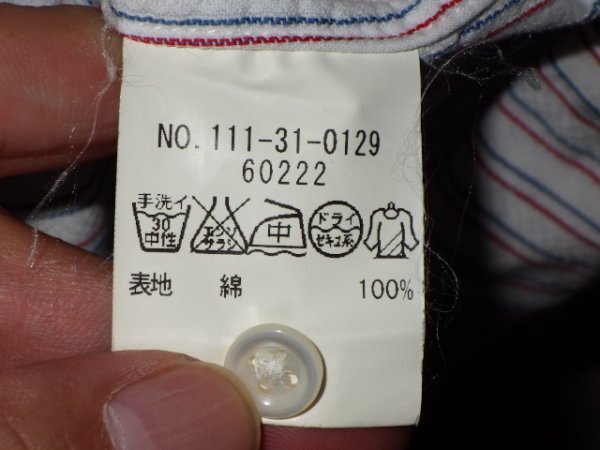 NO. 111-31-0129
60222
手洗イ
30
中性
エンソ
サラシ
中
ドライ
セキユ系
表地 綿 100%